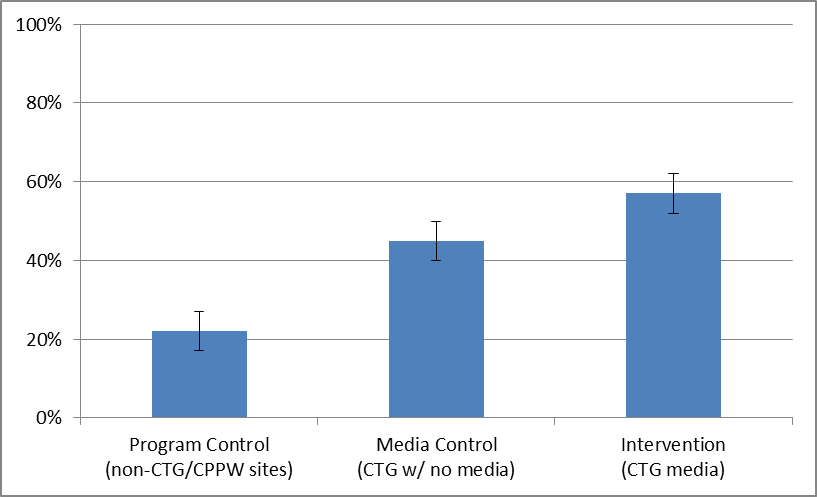 100%
80%
60%
40%
20%
0%
Program Control
(non-CTG/CPPW sites)
Media Control
(CTG w/ no media)
Intervention
(CTG media)